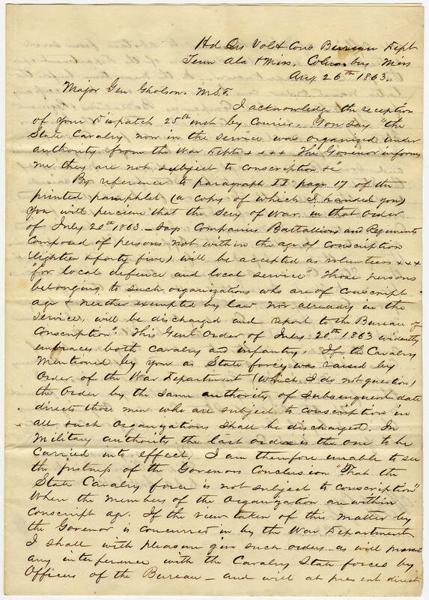 Hd Qrs Vol & Cons Bureau Dept
Tenn Ala & Miss, Columbus Miss
Aug 26th 1863.
Major Gen Gholson. M.S.F.
I acknowledge the reception
of your Dispatch 25th inst by Courier. You say "the
State Cavalry now in the service was organized under
authority from the War Dept x x x x The Governor informs
me they are not subject to conscription &c"
By reference to paragraph II page 17 of the
printed pamphlet (a copy of which I handed you)
you will perceive that the Secy of War in that order
of July 20th 1863 - Says Companies Battallions and Regiments
Composed of persons not within the age of Conscription
(eighteen & forty five) will be accepted as volunteers x x x
"for local defence and local service" Those persons
belonging to such organizations who are of Conscript
age & neither exempted by law nor already in the
service, will be discharged and report to the Bureau of
Conscription". This Genl Order of July 20th 1863 evidently
embraces both Cavalry and infantry. If the Cavalry
Mentioned by you as State forces was raised by
Order of the War Department (Which I do not question)
the Order by the same authority of subsequent date
directs those men who are subject to conscription in
all such Organizations Shall be discharged. In
Military authority the last order is the one to be
Carried into effect, I am therefore unable to see
the justness of the Governors Conclusion "That the
State Cavalry force is not subject to conscription"
When the members of the Organization are within
Conscript age. If the view taken of this matter by
the Governor is concurred in by the War Department
I shall with pleasure give such orders as will prevent
any interference with the Cavalry State forces by
Officers of the Bureau - and will at present direct